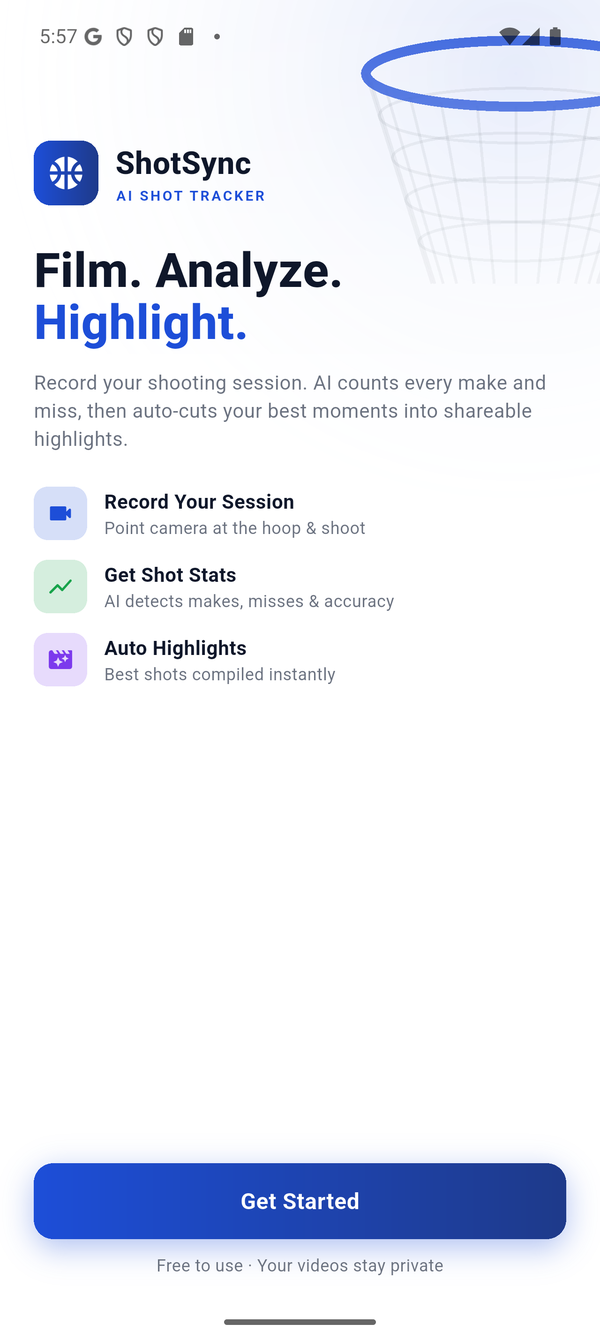 5:57
ShotSync
AI SHOT TRACKER
Film. Analyze.
Highlight.
Record your shooting session. AI counts every make and
miss, then auto-cuts your best moments into shareable
highlights.
Record Your Session
Point camera at the hoop & shoot
Get Shot Stats
AI detects makes, misses & accuracy
Auto Highlights
Best shots compiled instantly
Get Started
Free to use · Your videos stay private